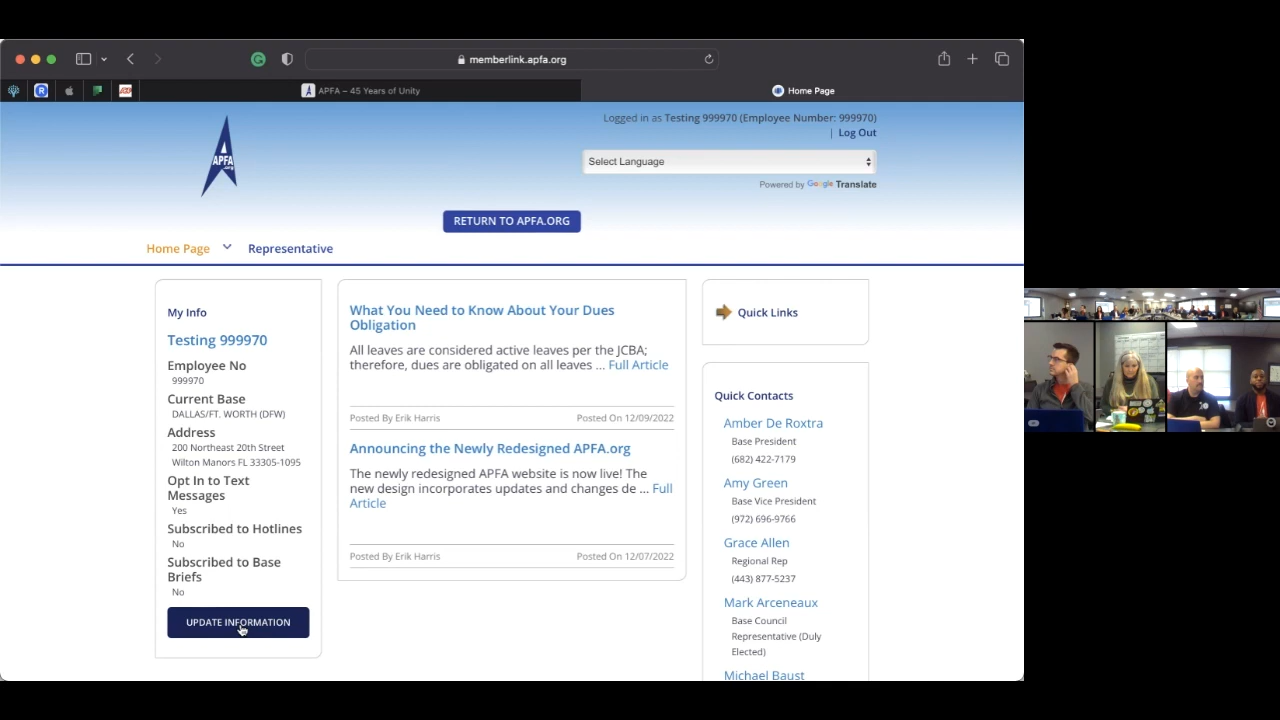 memberlink.apfa.org
APFA – 45 Years of Unity
Home Page
Logged in as Testing 999970 (Employee Number: 999970)
| Log Out
APFA
.org
Select Language
Powered by Google Translate
RETURN TO APFA.ORG
Home Page
Representative
My Info
Testing 999970
Employee No
999970
Current Base
DALLAS/FT. WORTH (DFW)
Address
200 Northeast 20th Street
Wilton Manors FL 33305-1095
Opt In to Text
Messages
Yes
Subscribed to Hotlines
No
Subscribed to Base
Briefs
No
UPDATE INFORMATION
What You Need to Know About Your Dues
Obligation
All leaves are considered active leaves per the JCBA;
therefore, dues are obligated on all leaves ... Full Article
Posted By Erik Harris
Posted On 12/09/2022
Announcing the Newly Redesigned APFA.org
The newly redesigned APFA website is now live! The
new design incorporates updates and changes de ... Full
Article
Posted By Erik Harris
Posted On 12/07/2022
Quick Links
Quick Contacts
Amber De Roxtra
Base President
(682) 422-7179
Amy Green
Base Vice President
(972) 696-9766
Grace Allen
Regional Rep
(443) 877-5237
Mark Arceneaux
Base Council
Representative (Duly
Elected)
Michael Baust